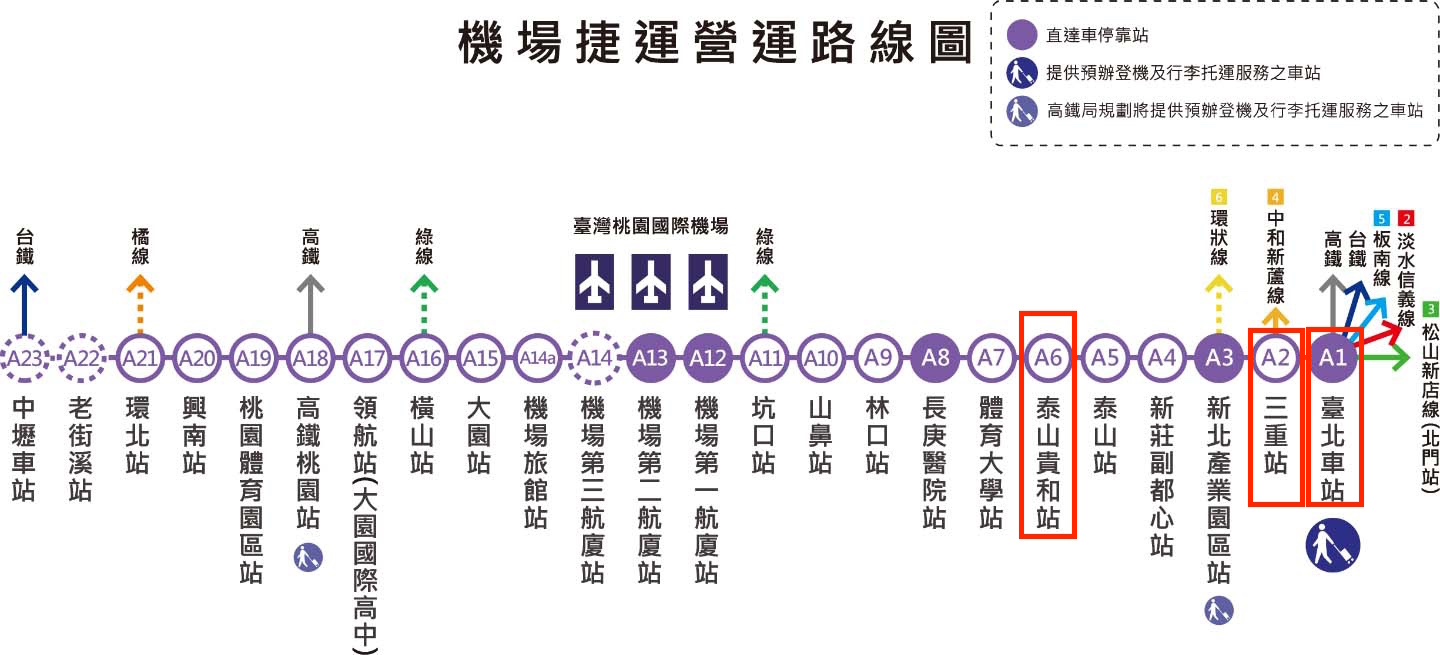 機場捷運營運路線圖
直達車停靠站
提供預辦登機及行李托運服務之車站
高鐵局規劃將提供預辦登機及行李托運服務之車站
台鐵
橘線
高鐵
綠線
臺灣桃園國際機場
綠線
6
環狀線
4
中和新蘆線
高鐵
台鐵
5
板南線
2
淡水信義線
3
松山新店線(北門站)
A23
中壢車站
A22
老街溪站
A21
環北站
A20
興南站
A19
桃園體育園區站
A18
高鐵桃園站
A17
領航站(大園國際高中)
A16
橫山站
A15
大園站
A14a
機場旅館站
A14
機場第三航廈站
A13
機場第二航廈站
A12
機場第一航廈站
A11
坑口站
A10
山鼻站
A9
林口站
A8
長庚醫院站
A7
體育大學站
A6
泰山貴和站
A5
泰山站
A4
新莊副都心站
A3
新北產業園區站
A2
三重站
A1
臺北車站